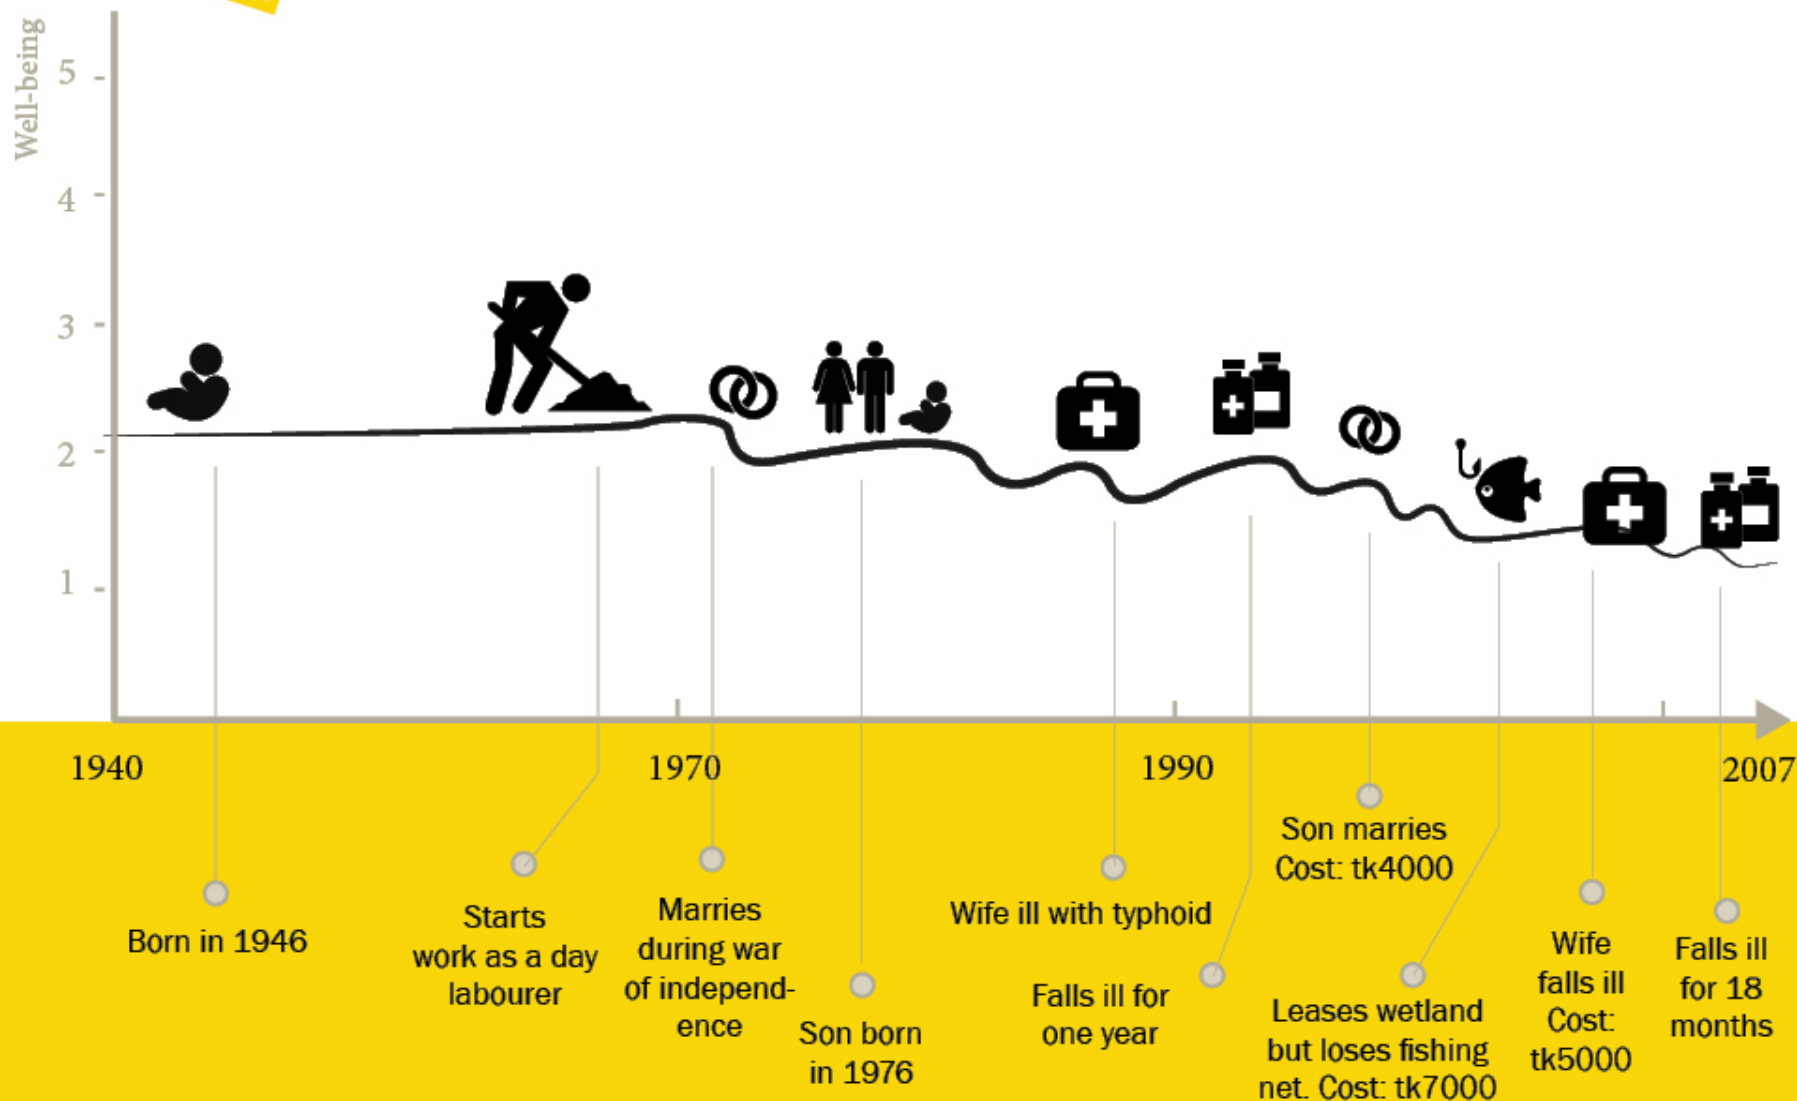 Well-being
5
4
3
2
1
1940
1970
1990
2007
Born in 1946
Starts
work as a day
labourer
Marries
during war
of independ-
ence
Son born
in 1976
Wife ill with typhoid
Falls ill for
one year
Son marries
Cost: tk4000
Leases wetland
but loses fishing
net. Cost: tk7000
Wife
falls ill
Cost:
tk5000
Falls ill
for 18
months